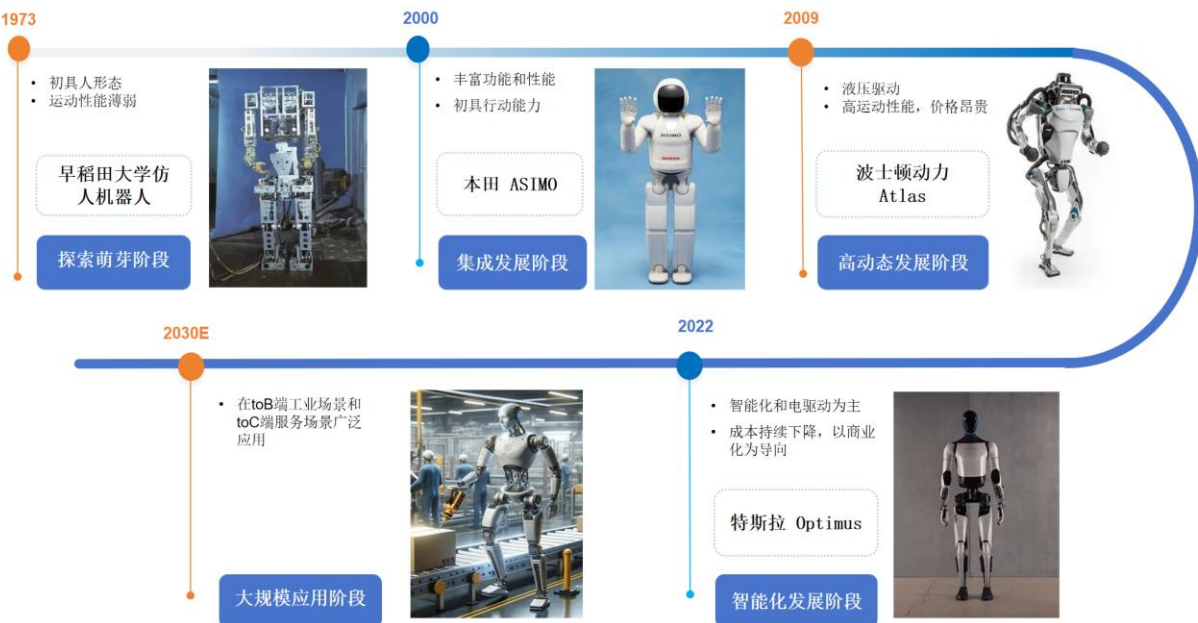 1973
2000
2009
• 初具人形态
• 运动性能薄弱
早稻田大学仿
人机器人
探索萌芽阶段
• 丰富功能和性能
• 初具行动能力
ASIMO
HONDA
本田 ASIMO
集成发展阶段
• 液压驱动
• 高运动性能，价格昂贵
波士顿动力
Atlas
高动态发展阶段
2030E
2022
• 在toB端工业场景和
toC端服务场景广泛
应用
大规模应用阶段
• 智能化和电驱动为主
• 成本持续下降，以商业
化为导向
特斯拉 Optimus
智能化发展阶段